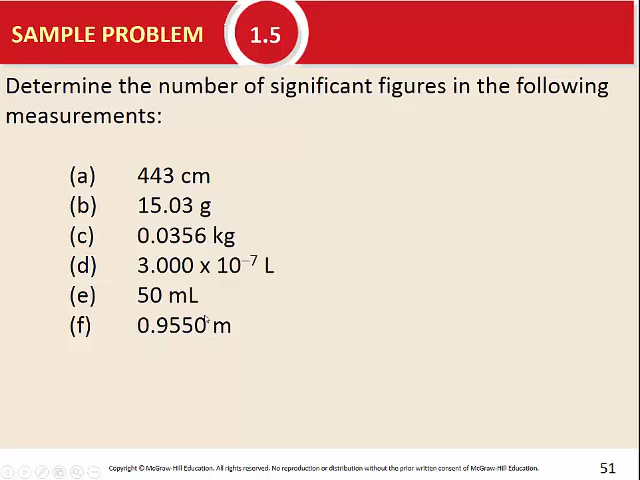 SAMPLE PROBLEM 1.5
Determine the number of significant figures in the following
measurements:
(a) 443 cm
(b) 15.03 g
(c) 0.0356 kg
(d) 3.000 x 10⁻⁷ L
(e) 50 mL
(f) 0.9550 m
Copyright © McGraw-Hill Education. All rights reserved. No reproduction or distribution without the prior written consent of McGraw-Hill Education. 51